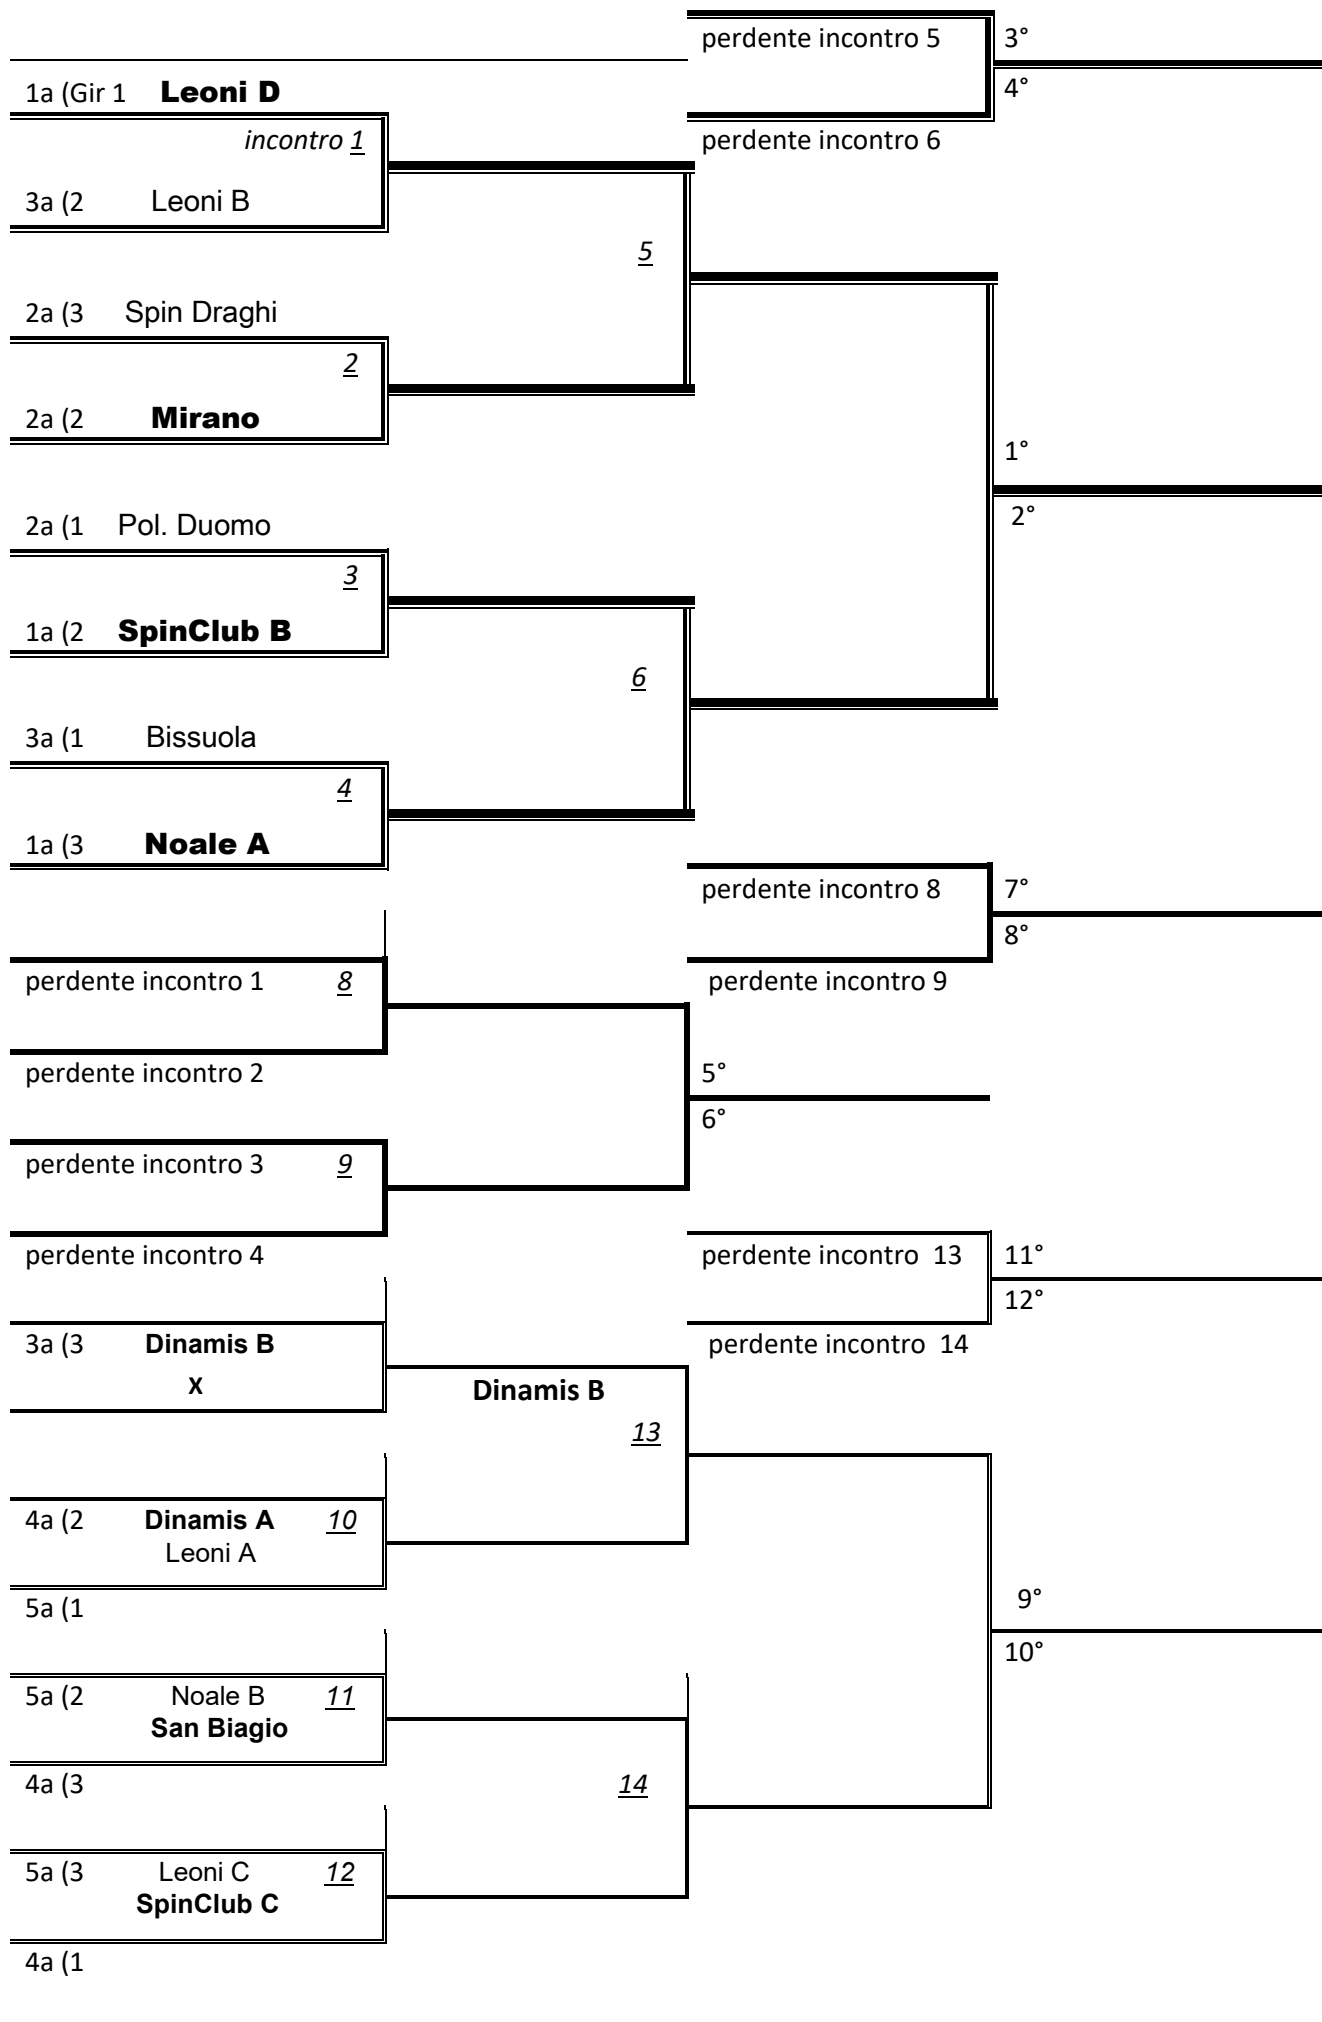 perdente incontro 5 3°
1a (Gir 1 Leoni D 4°
incontro 1 perdente incontro 6
3a (2 Leoni B
5
2a (3 Spin Draghi
2
2a (2 Mirano
1°
2a (1 Pol. Duomo 2°
3
1a (2 SpinClub B
6
3a (1 Bissuola
4
1a (3 Noale A
perdente incontro 8 7°
8°
perdente incontro 1 8 perdente incontro 9
perdente incontro 2 5°
6°
perdente incontro 3 9
perdente incontro 4 perdente incontro 13 11°
12°
3a (3 Dinamis B perdente incontro 14
X Dinamis B
13
4a (2 Dinamis A 10
Leoni A
5a (1 9°
10°
5a (2 Noale B 11
San Biagio
4a (3 14
5a (3 Leoni C 12
SpinClub C
4a (1